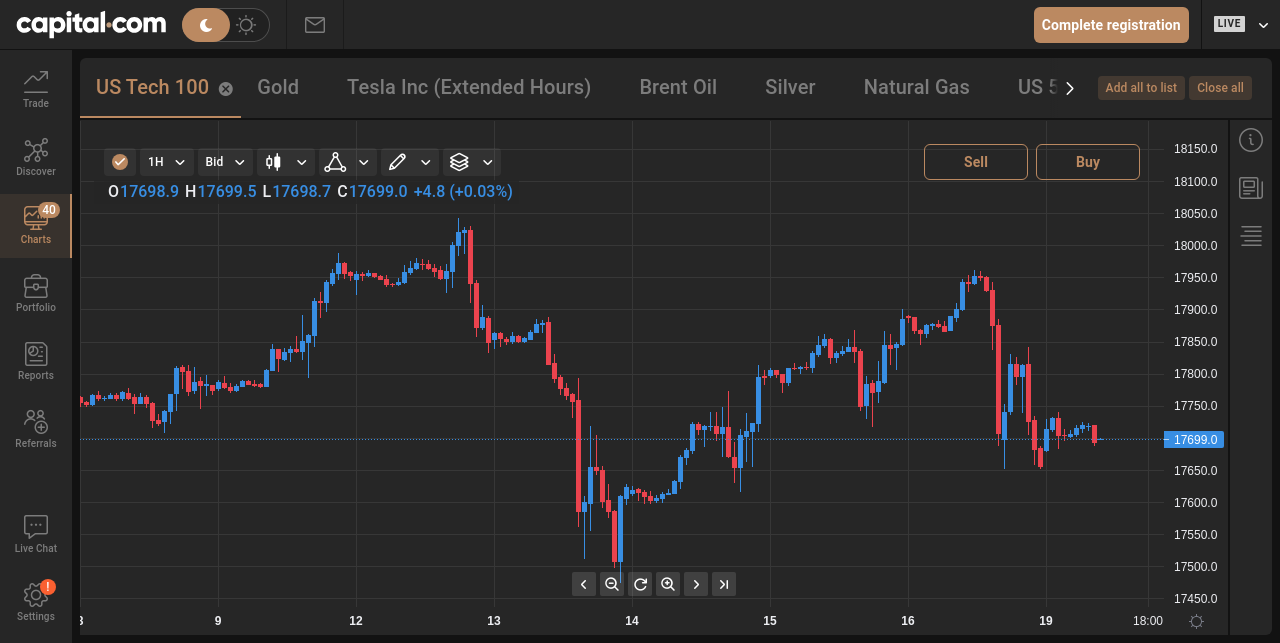 capital.com
Complete registration
LIVE
US Tech 100
Gold
Tesla Inc (Extended Hours)
Brent Oil
Silver
Natural Gas
US 5
Add all to list
Close all
Trade
Discover
40
Charts
Portfolio
Reports
Referrals
Live Chat
!
Settings
1H
Bid
Sell
Buy
O17698.9 H17699.5 L17698.7 C17699.0 +4.8 (+0.03%)
18150.0
18100.0
18050.0
18000.0
17950.0
17900.0
17850.0
17800.0
17750.0
17699.0
17650.0
17600.0
17550.0
17500.0
17450.0
9
12
13
14
15
16
19
18:00